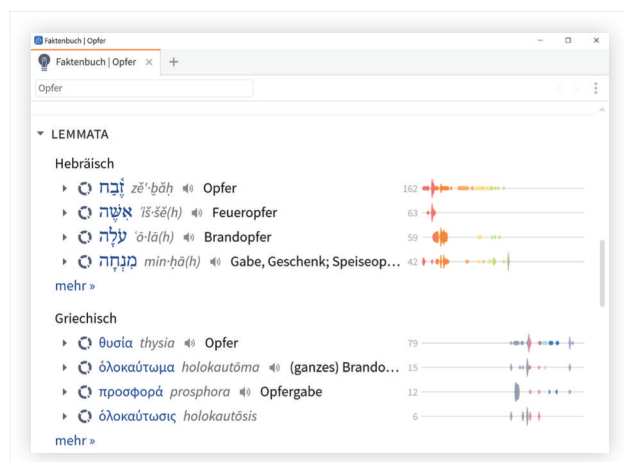 Faktenbuch | Opfer
Faktenbuch | Opfer
Opfer
LEMMATA
Hebräisch
זֶ֫בַח zĕ'·ḇăḥ Opfer 162
אִשֶּׁה 'iš·šĕ(h) Feueropfer 63
עֹלָה 'ō·lā(h) Brandopfer 59
מִנְחָה min·ḥā(h) Gabe, Geschenk; Speiseop... 42
mehr »
Griechisch
θυσία thysia Opfer 79
ὁλοκαύτωμα holokautōma (ganzes) Brando... 15
προσφορά prosphora Opfergabe 12
ὁλοκαύτωσις holokautōsis 6
mehr »